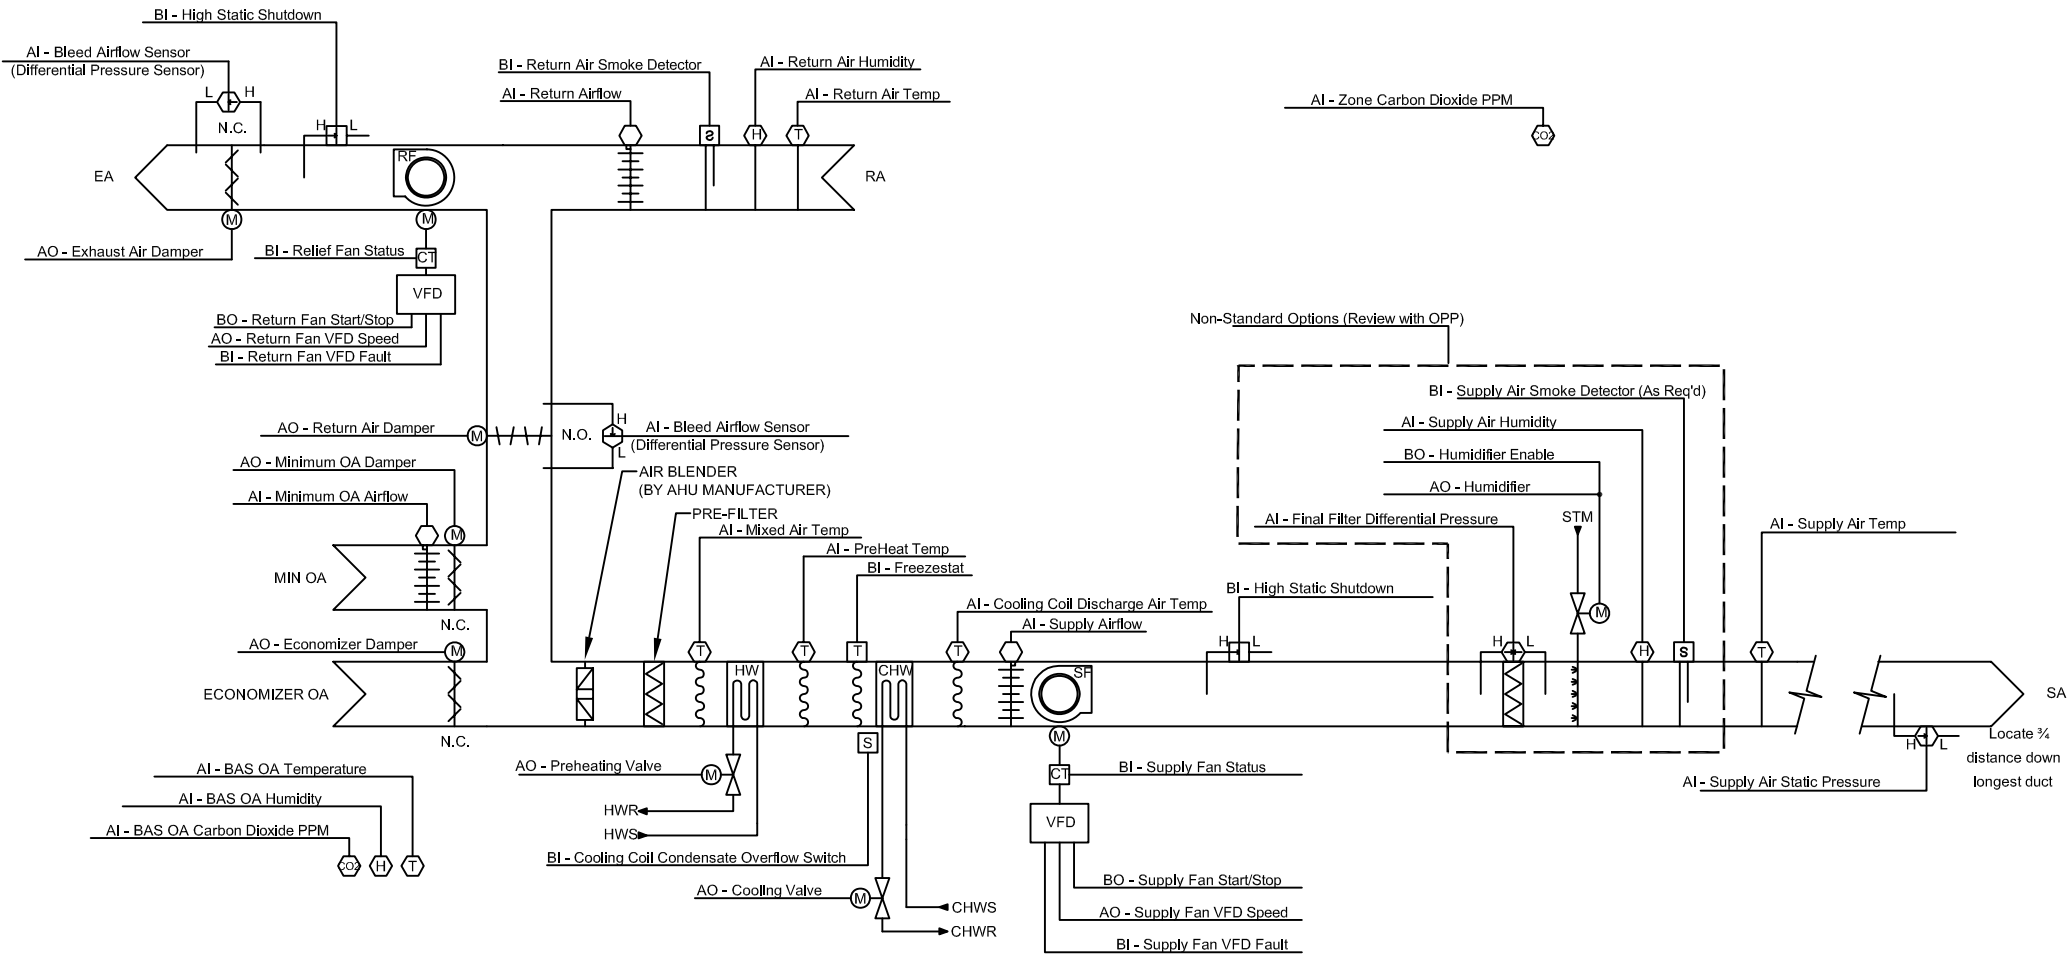 BI - High Static Shutdown
AI - Bleed Airflow Sensor
(Differential Pressure Sensor)
L
H
N.C.
H
L
BI - Return Air Smoke Detector
AI - Return Airflow
AI - Return Air Humidity
AI - Return Air Temp
S
H
T
AI - Zone Carbon Dioxide PPM
CO2
EA
RF
RA
M
M
AO - Exhaust Air Damper
BI - Relief Fan Status
CT
VFD
BO - Return Fan Start/Stop
AO - Return Fan VFD Speed
BI - Return Fan VFD Fault
Non-Standard Options (Review with OPP)
AO - Return Air Damper
M
N.O.
H
L
AI - Bleed Airflow Sensor
(Differential Pressure Sensor)
AO - Minimum OA Damper
AI - Minimum OA Airflow
M
MIN OA
N.C.
AIR BLENDER
(BY AHU MANUFACTURER)
PRE-FILTER
AI - Mixed Air Temp
AI - PreHeat Temp
BI - Freezestat
AI - Cooling Coil Discharge Air Temp
AI - Supply Airflow
BI - High Static Shutdown
BI - Supply Air Smoke Detector (As Req'd)
AI - Supply Air Humidity
BO - Humidifier Enable
AO - Humidifier
AI - Final Filter Differential Pressure
STM
M
AI - Supply Air Temp
AO - Economizer Damper
M
ECONOMIZER OA
N.C.
T
HW
T
T
CHW
T
SF
H
L
H
L
H
S
T
SA
H
L
Locate ¾
distance down
longest duct
AI - Supply Air Static Pressure
S
M
AO - Preheating Valve
M
HWR
HWS
CT
BI - Supply Fan Status
VFD
BI - Cooling Coil Condensate Overflow Switch
AO - Cooling Valve
M
CHWS
CHWR
BO - Supply Fan Start/Stop
AO - Supply Fan VFD Speed
BI - Supply Fan VFD Fault
AI - BAS OA Temperature
AI - BAS OA Humidity
AI - BAS OA Carbon Dioxide PPM
CO2
H
T